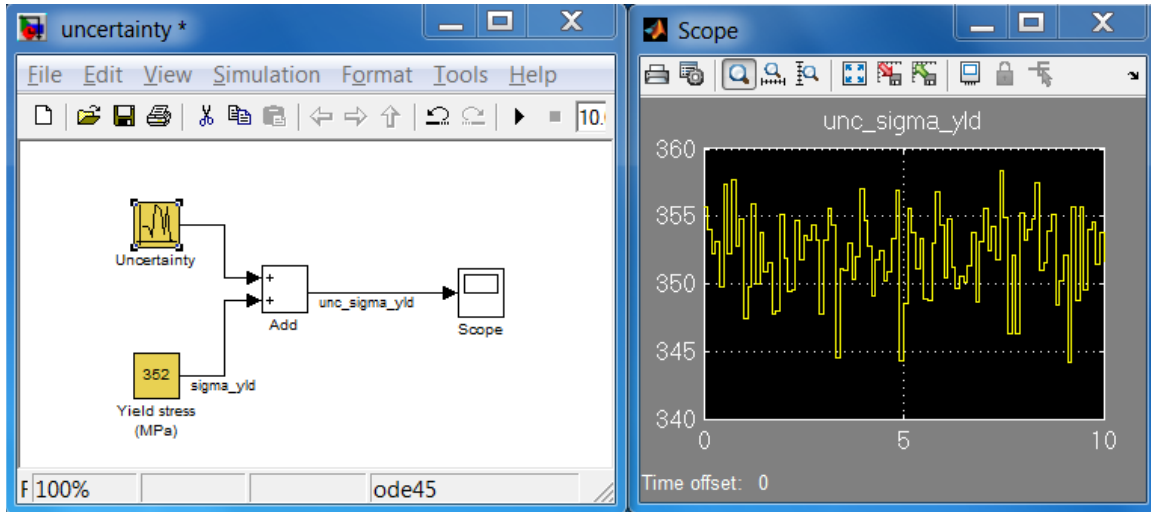 uncertainty *
File Edit View Simulation Format Tools Help
10.
Uncertainty
+
+
Add
unc_sigma_yld
Scope
352
sigma_yld
Yield stress
(MPa)
F 100%
ode45
Scope
unc_sigma_yld
360
355
350
345
340
0
5
10
Time offset: 0